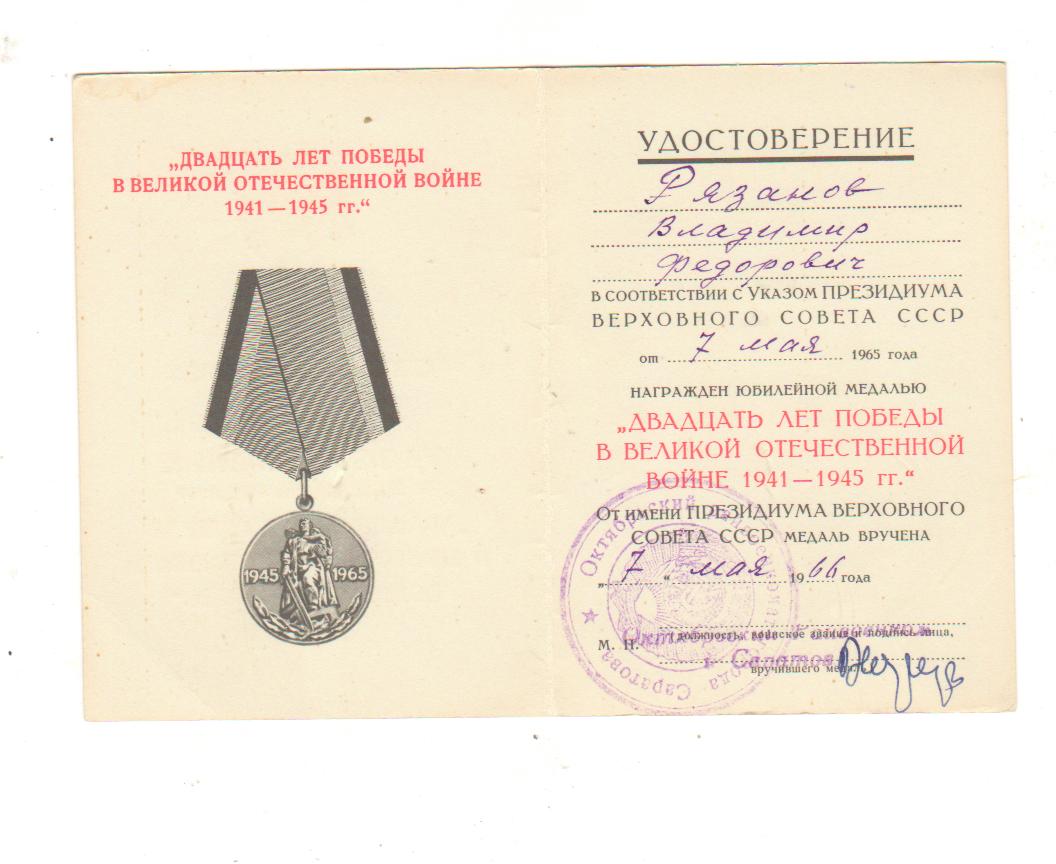 „ДВАДЦАТЬ ЛЕТ ПОБЕДЫ
В ВЕЛИКОЙ ОТЕЧЕСТВЕННОЙ ВОЙНЕ
1941—1945 гг.“
1945 1965
УДОСТОВЕРЕНИЕ
Рязанов
Владимир
Федорович
В СООТВЕТСТВИИ С УКАЗОМ ПРЕЗИДИУМА
ВЕРХОВНОГО СОВЕТА СССР
от 7 мая 1965 года
НАГРАЖДЕН ЮБИЛЕЙНОЙ МЕДАЛЬЮ
„ДВАДЦАТЬ ЛЕТ ПОБЕДЫ
В ВЕЛИКОЙ ОТЕЧЕСТВЕННОЙ
ВОЙНЕ 1941—1945 гг.“
ОТ ИМЕНИ ПРЕЗИДИУМА ВЕРХОВНОГО
СОВЕТА СССР МЕДАЛЬ ВРУЧЕНА
„7“ мая 1966 года
(должность, воинское звание и подпись лица,
М. П.
г. Саратов
вручившего
Октябрьский города Саратова